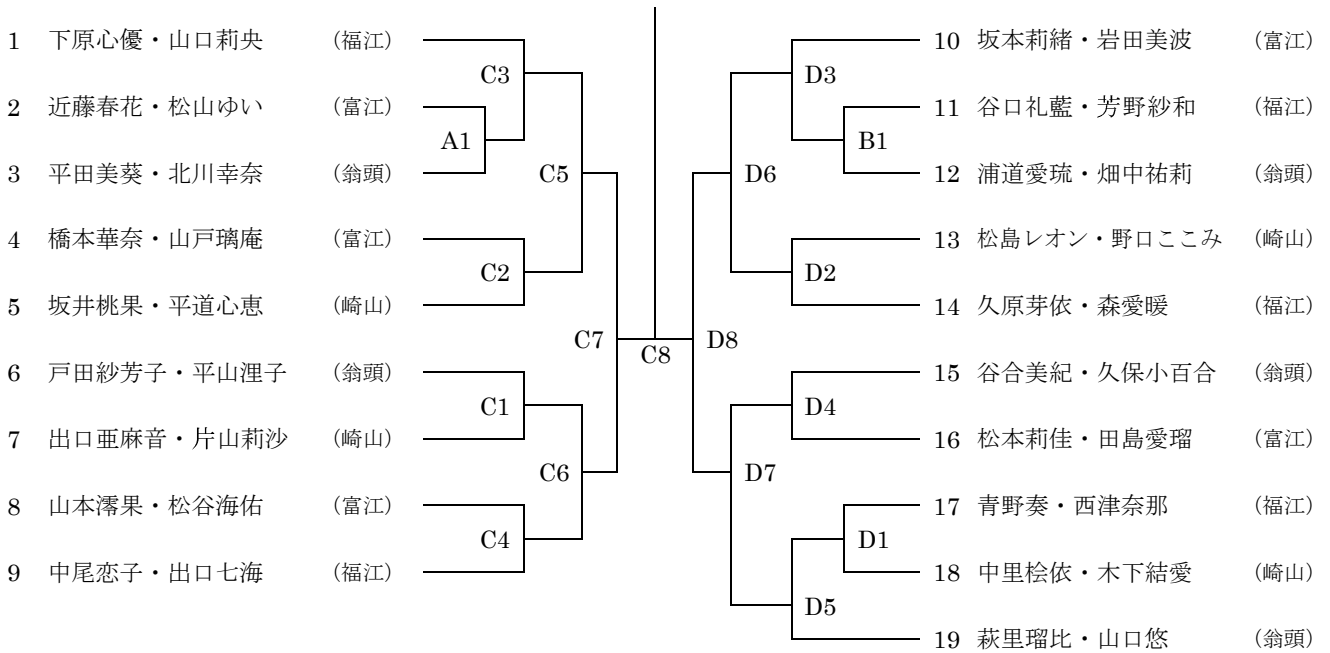 1 下原心優・山口莉央 （福江）
2 近藤春花・松山ゆい （富江）
3 平田美葵・北川幸奈 （翁頭）
4 橋本華奈・山戸璃庵 （富江）
5 坂井桃果・平道心恵 （崎山）
6 戸田紗芳子・平山浬子 （翁頭）
7 出口亜麻音・片山莉沙 （崎山）
8 山本澪果・松谷海佑 （富江）
9 中尾恋子・出口七海 （福江）
C3
A1
C5
C2
C7
C1
C6
C4
C8
D3
B1
D6
D2
D8
D4
D7
D1
D5
10 坂本莉緒・岩田美波 （富江）
11 谷口礼藍・芳野紗和 （福江）
12 浦道愛琉・畑中祐莉 （翁頭）
13 松島レオン・野口ここみ （崎山）
14 久原芽依・森愛暖 （福江）
15 谷合美紀・久保小百合 （翁頭）
16 松本莉佳・田島愛瑠 （富江）
17 青野奏・西津奈那 （福江）
18 中里桧依・木下結愛 （崎山）
19 萩里瑠比・山口悠 （翁頭）